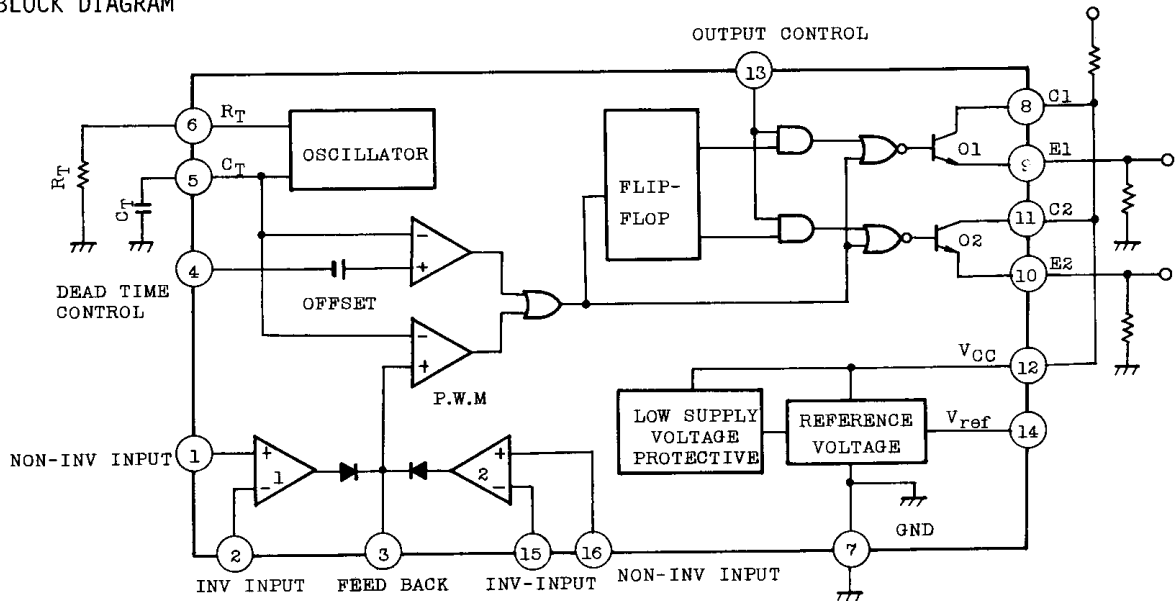 BLOCK DIAGRAM
OUTPUT CONTROL
13
6 RT
OSCILLATOR
8 C1
RT
5 CT
O1
9 E1
CT
FLIP-
FLOP
11 C2
4
O2
10 E2
DEAD TIME
CONTROL
OFFSET
- +
- +
P.W.M
VCC 12
LOW SUPPLY
VOLTAGE
PROTECTIVE
REFERENCE
VOLTAGE
Vref 14
NON-INV INPUT 1
+ - 1
2 + -
GND
2
3
15
16
7
INV INPUT
FEED BACK
INV-INPUT
NON-INV INPUT